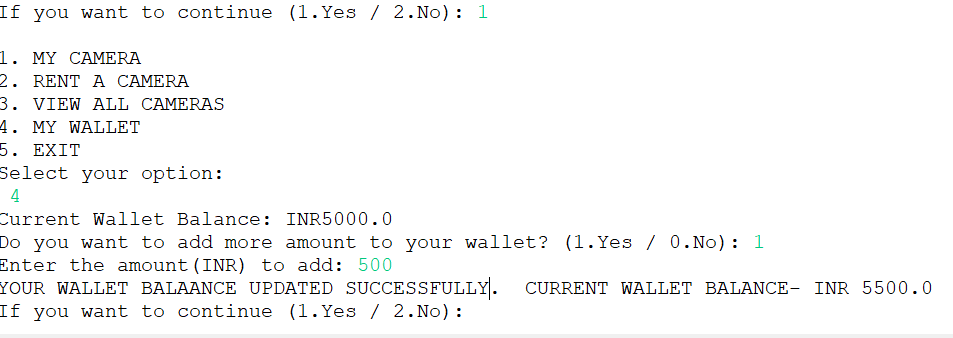 If you want to continue (1.Yes / 2.No): 1
1. MY CAMERA
2. RENT A CAMERA
3. VIEW ALL CAMERAS
4. MY WALLET
5. EXIT
Select your option:
4
Current Wallet Balance: INR5000.0
Do you want to add more amount to your wallet? (1.Yes / 0.No): 1
Enter the amount(INR) to add: 500
YOUR WALLET BALAANCE UPDATED SUCCESSFULLY.  CURRENT WALLET BALANCE- INR 5500.0
If you want to continue (1.Yes / 2.No):